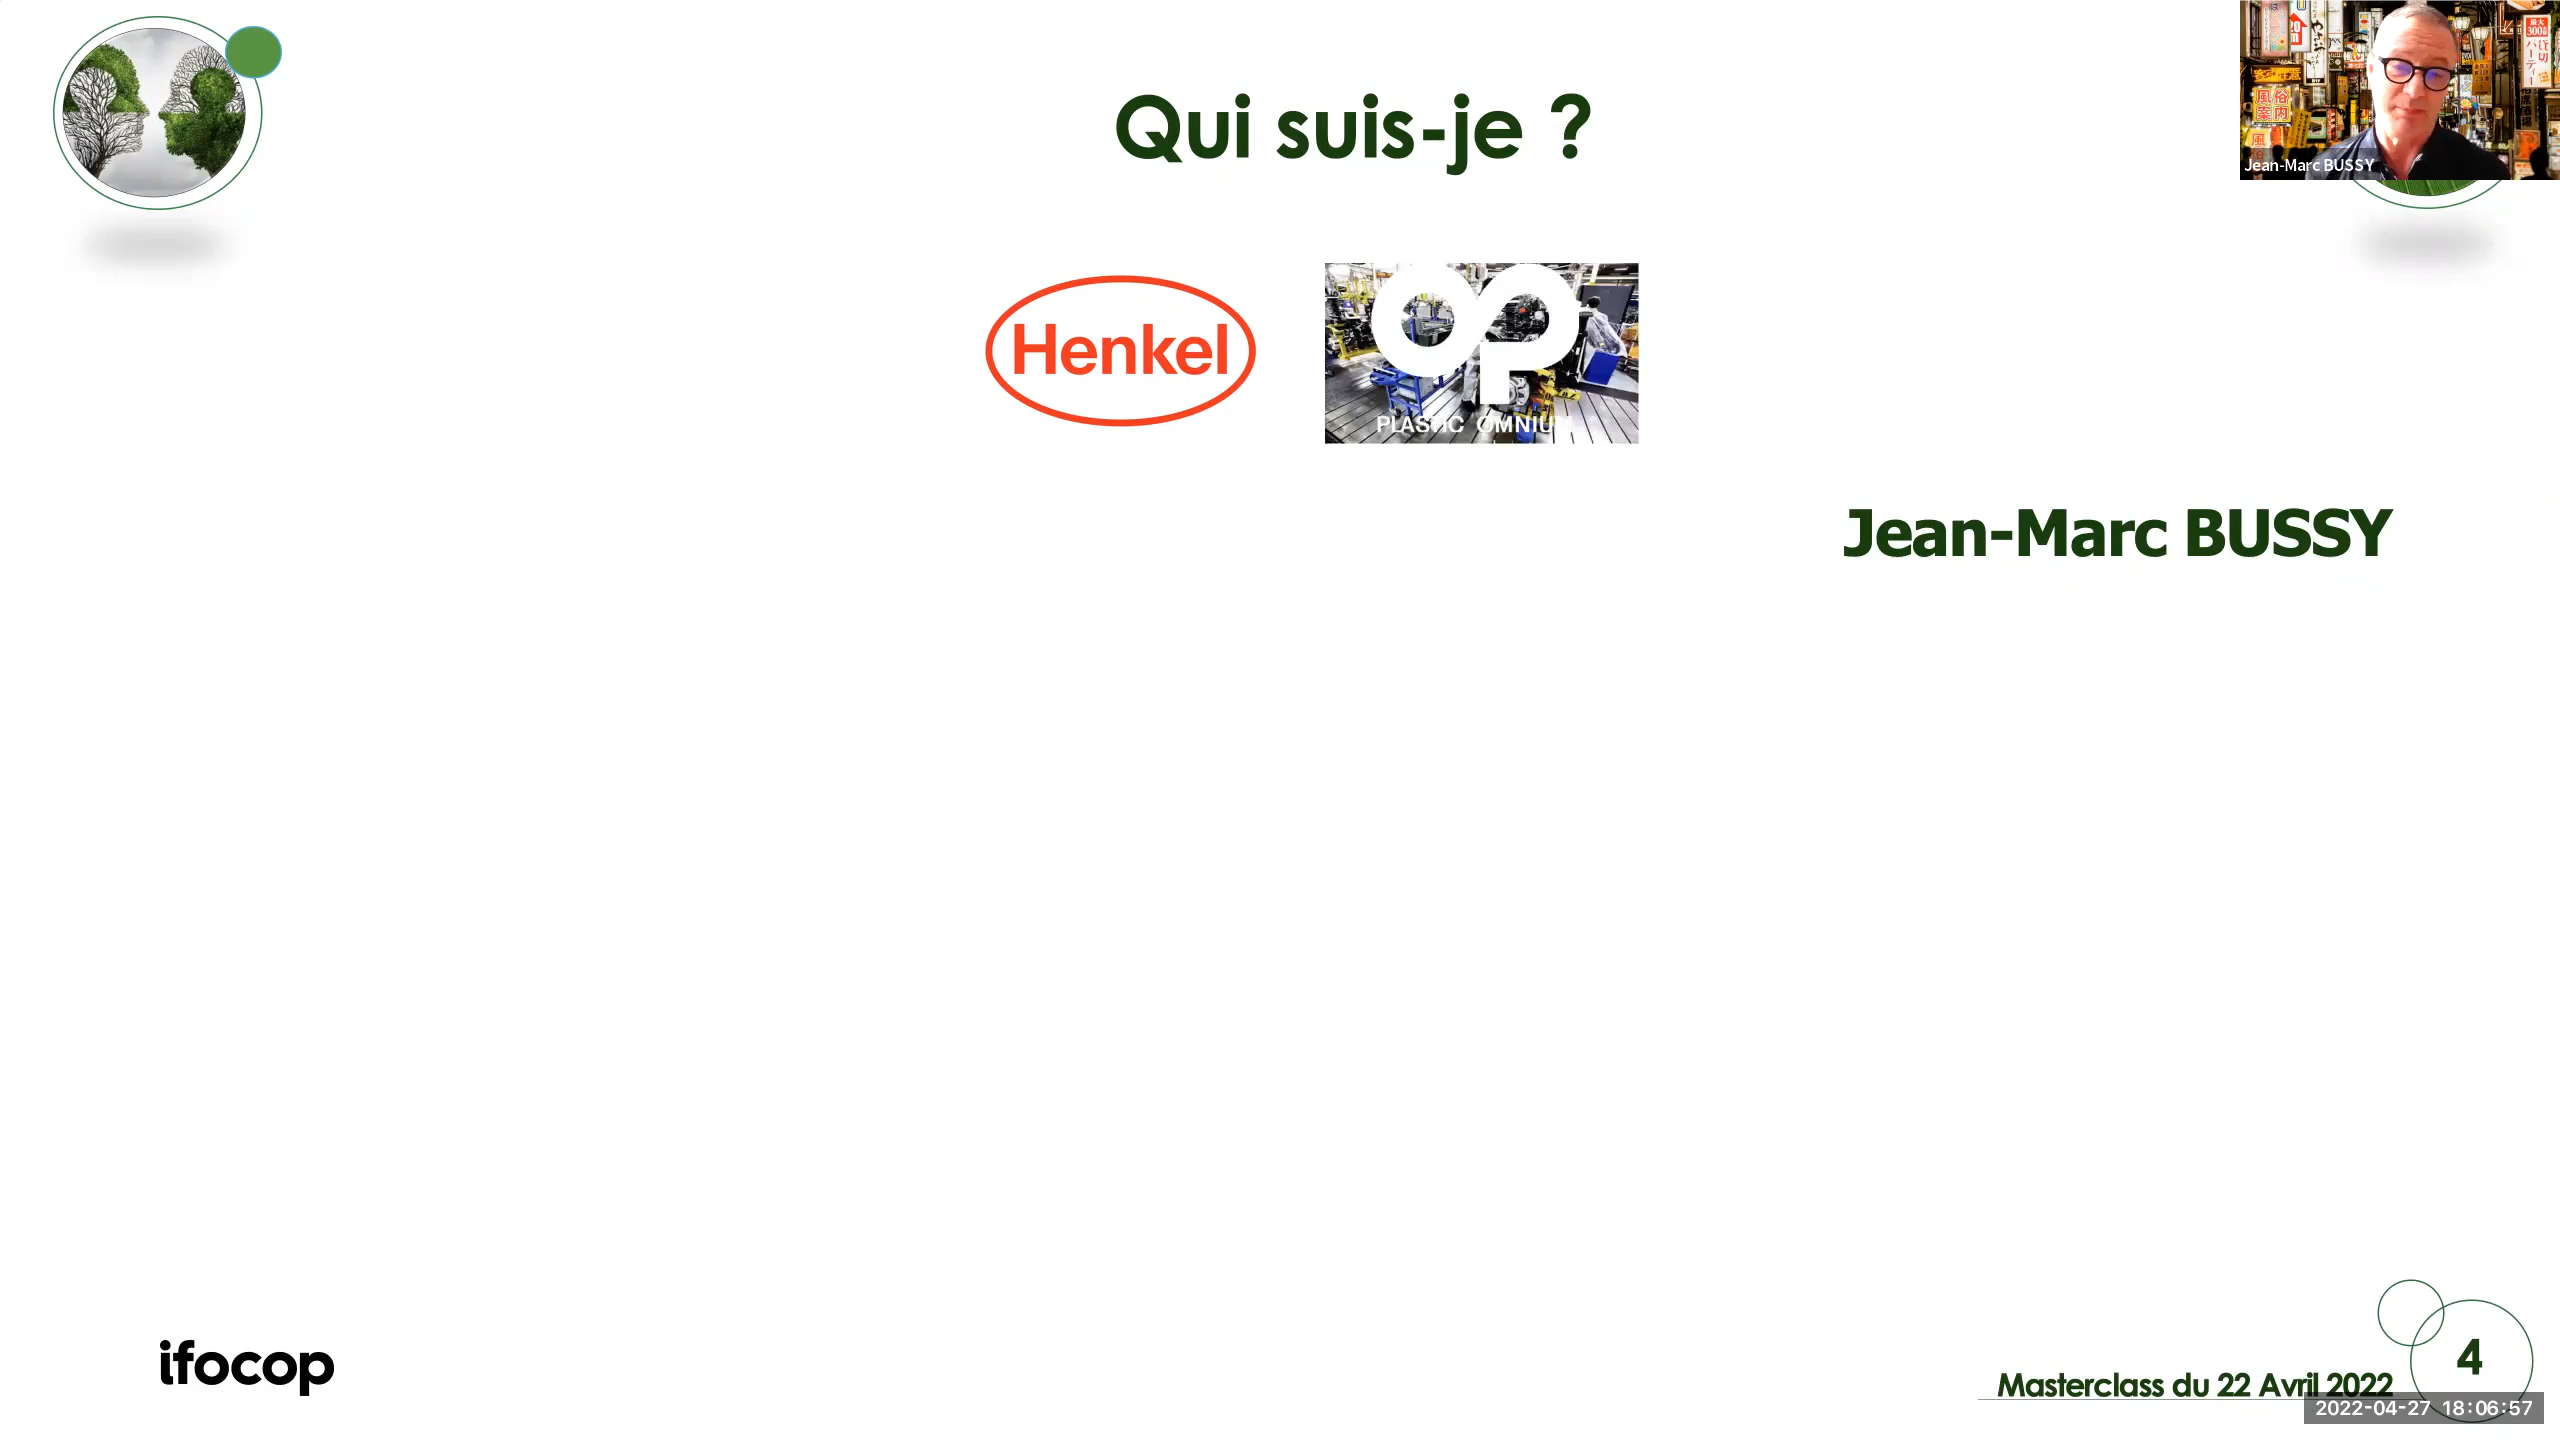 Qui suis-je ?
Jean-Marc BUSSY
Henkel
PLASTIC OMNIUM
Jean-Marc BUSSY
ifocop
Masterclass du 22 Avril 2022
4
2022-04-27 18:06:57